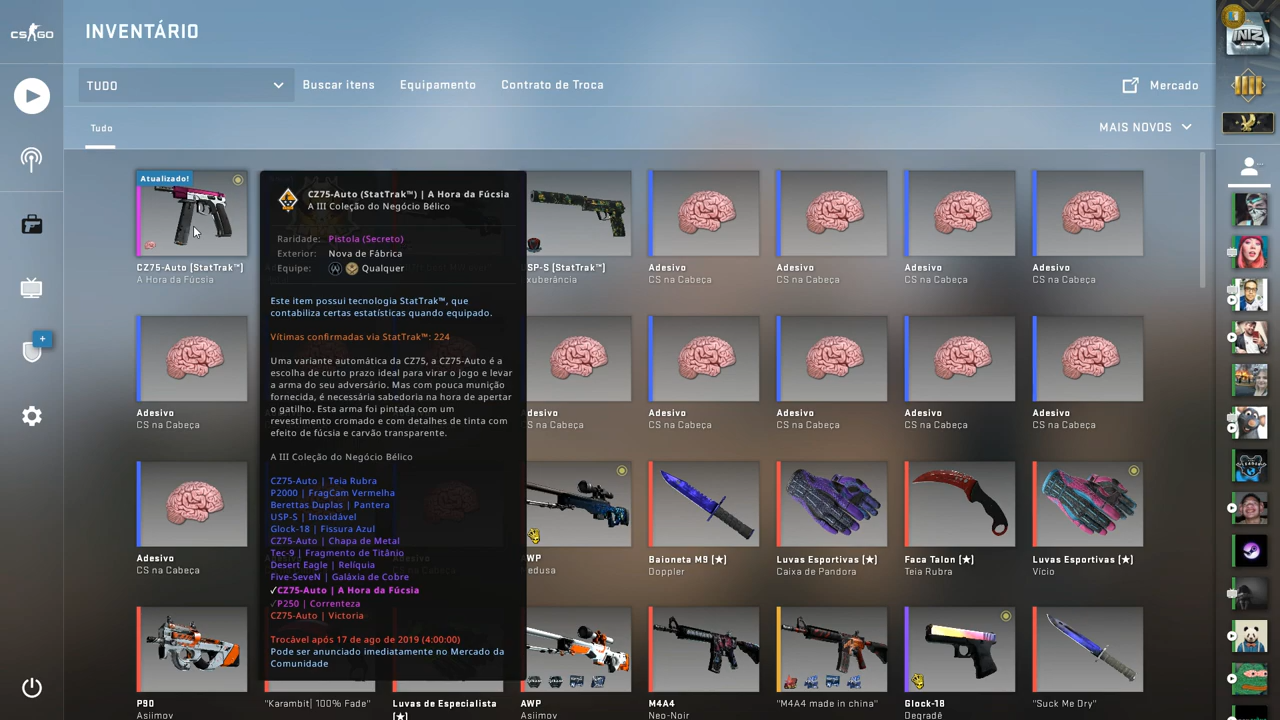 CS GO
INVENTÁRIO
TUDO
Buscar itens
Equipamento
Contrato de Troca
Mercado
Tudo
MAIS NOVOS
Atualizado!
CZ75-Auto (StatTrak™)
A Hora da Fúcsia
CZ75-Auto (StatTrak™) | A Hora da Fúcsia
A III Coleção do Negócio Bélico
Raridade: Pistola (Secreto)
Exterior: Nova de Fábrica
Equipe: Qualquer
Este item possui tecnologia StatTrak™, que
contabiliza certas estatísticas quando equipado.
Vítimas confirmadas via StatTrak™: 224
Uma variante automática da CZ75, a CZ75-Auto é a
escolha de curto prazo ideal para virar o jogo e levar
a arma do seu adversário. Mas com pouca munição
fornecida, é necessária sabedoria na hora de apertar
o gatilho. Esta arma foi pintada com um
revestimento cromado e com detalhes de tinta com
efeito de fúcsia e carvão transparente.
A III Coleção do Negócio Bélico
CZ75-Auto | Teia Rubra
P2000 | FragCam Vermelha
Berettas Duplas | Pantera
USP-S | Inoxidável
Glock-18 | Fissura Azul
CZ75-Auto | Chapa de Metal
Tec-9 | Fragmento de Titânio
Desert Eagle | Relíquia
Five-SeveN | Galáxia de Cobre
✓CZ75-Auto | A Hora da Fúcsia
✓P250 | Correnteza
CZ75-Auto | Victoria
Trocável após 17 de ago de 2019 (4:00:00)
Pode ser anunciado imediatamente no Mercado da
Comunidade
SP-S (StatTrak™)
xuberância
Adesivo
CS na Cabeça
Adesivo
CS na Cabeça
Adesivo
CS na Cabeça
Adesivo
CS na Cabeça
Adesivo
CS na Cabeça
desivo
S na Cabeça
Adesivo
CS na Cabeça
Adesivo
CS na Cabeça
Adesivo
CS na Cabeça
Adesivo
CS na Cabeça
Adesivo
CS na Cabeça
WP
edusa
Baioneta M9 (★)
Doppler
Luvas Esportivas (★)
Caixa de Pandora
Faca Talon (★)
Teia Rubra
Luvas Esportivas (★)
Vício
P90
Asiimov
"Karambit| 100% Fade"
Luvas de Especialista
(★)
AWP
Asiimov
M4A4
Neo-Noir
"M4A4 made in china"
Glock-18
Degradê
"Suck Me Dry"
INTZ
+